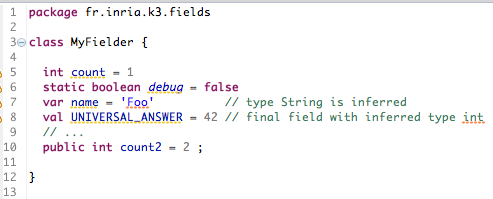 1 package fr.inria.k3.fields
2
3 class MyFielder {
4
5 int count = 1
6 static boolean debug = false
7 var name = 'Foo' // type String is inferred
8 val UNIVERSAL_ANSWER = 42 // final field with inferred type int
9 // ...
10 public int count2 = 2 ;
11
12 }
13